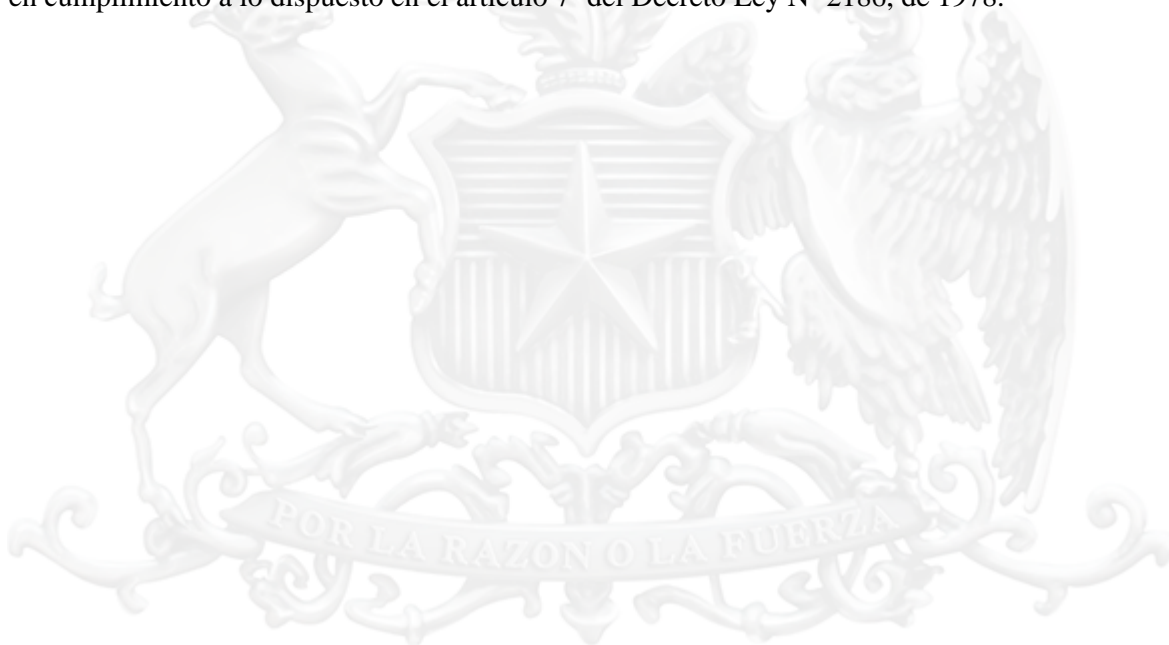 en cumplimiento a lo dispuesto en el artículo 7° del Decreto Ley N° 2186, de 1978.
POR LA RAZON O LA FUERZA